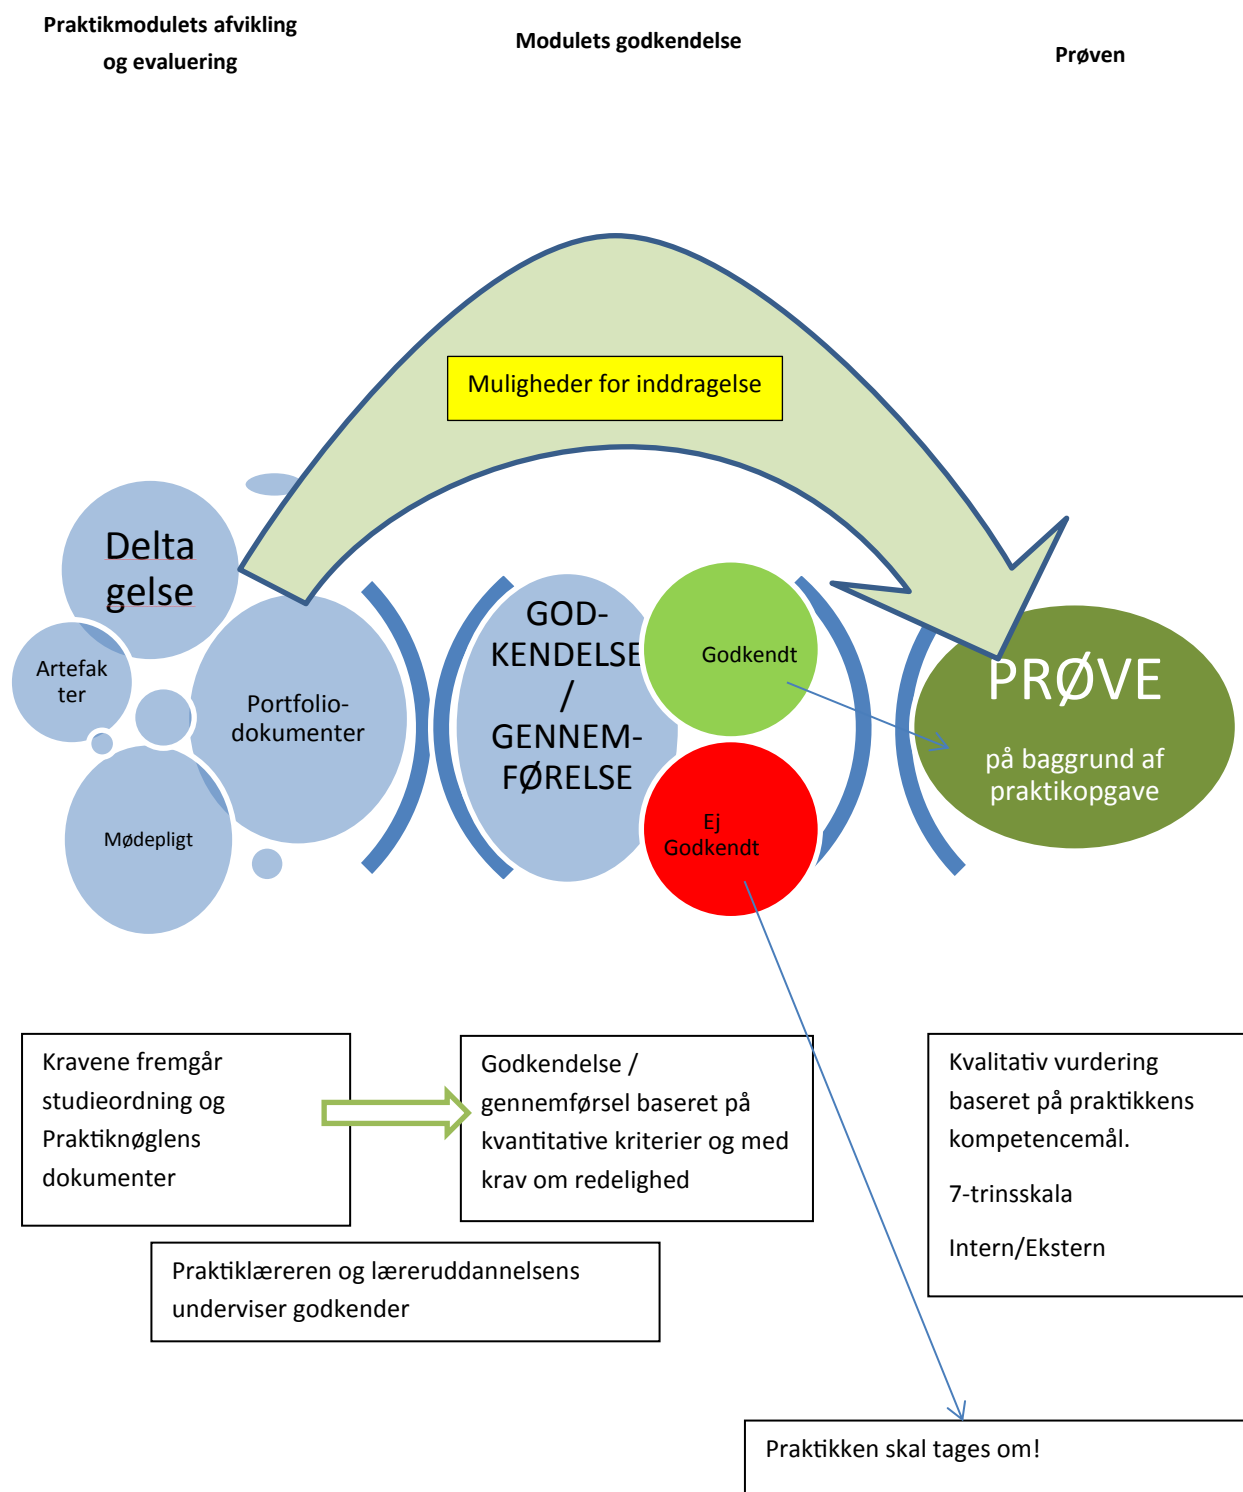 Praktikmodulets afvikling
og evaluering
Modulets godkendelse
Prøven
Muligheder for inddragelse
Delta
gelse
Artefak
ter
Portfolio-
dokumenter
Mødepligt
GOD-
KENDELSE
/
GENNEM-
FØRELSE
Godkendt
Ej
Godkendt
PRØVE
på baggrund af
praktikopgave
Kravene fremgår
studieordning og
Praktiknøglens
dokumenter
Godkendelse /
gennemførsel baseret på
kvantitative kriterier og med
krav om redelighed
Kvalitativ vurdering
baseret på praktikkens
kompetencemål.
7-trinsskala
Intern/Ekstern
Praktiklæreren og læreruddannelsens
underviser godkender
Praktikken skal tages om!